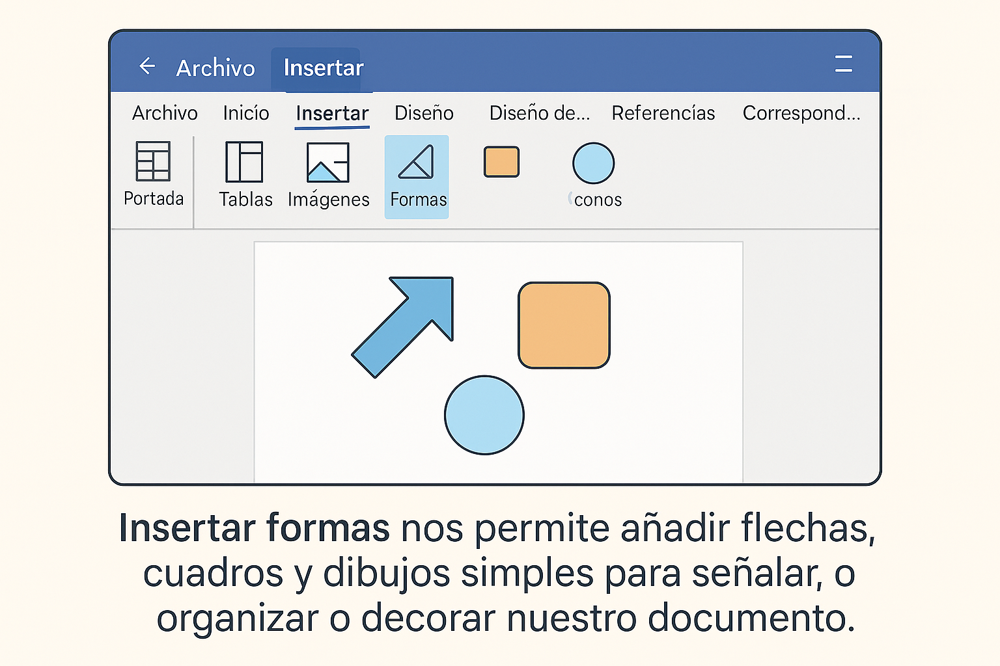 Archivo Insertar
Archivo Inicío Insertar Diseño Diseño de... Referencías Correspond...
Portada Tablas Imágenes Formas conos
Insertar formas nos permite añadir flechas,
cuadros y dibujos simples para señalar, o
organizar o decorar nuestro documento.